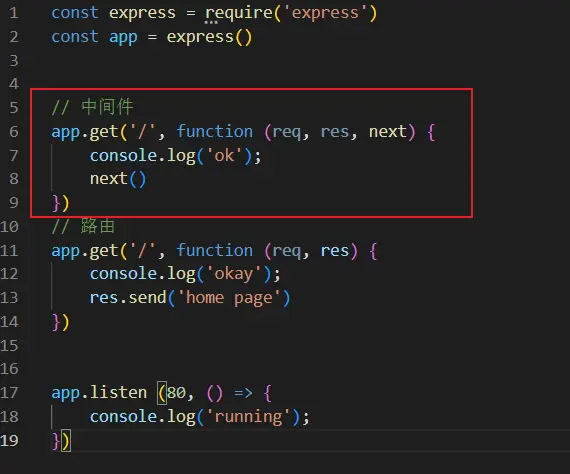 1 const express = require('express')
2 const app = express()
3
4
5 // 中间件
6 app.get('/', function (req, res, next) {
7     console.log('ok');
8     next()
9 })
10 // 路由
11 app.get('/', function (req, res) {
12     console.log('okay');
13     res.send('home page')
14 })
15
16
17 app.listen (80, () => {
18     console.log('running');
19 })